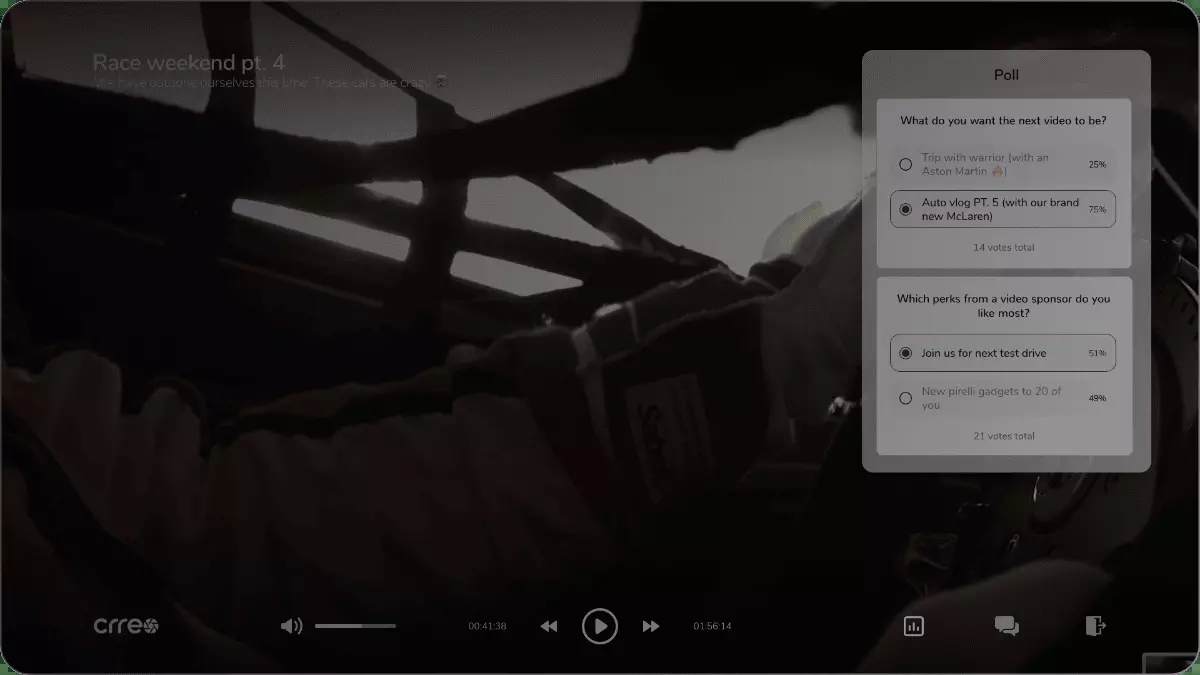 Race weekend pt. 4
We have outdone ourselves this time. These cars are crazy
Poll
What do you want the next video to be?
Trip with warrior (with an
Aston Martin 🔥)
25%
Auto vlog PT. 5 (with our brand
new McLaren)
75%
14 votes total
Which perks from a video sponsor do you
like most?
Join us for next test drive
51%
New pirelli gadgets to 20 of
you
49%
21 votes total
crreo
00:41:38
01:56:14